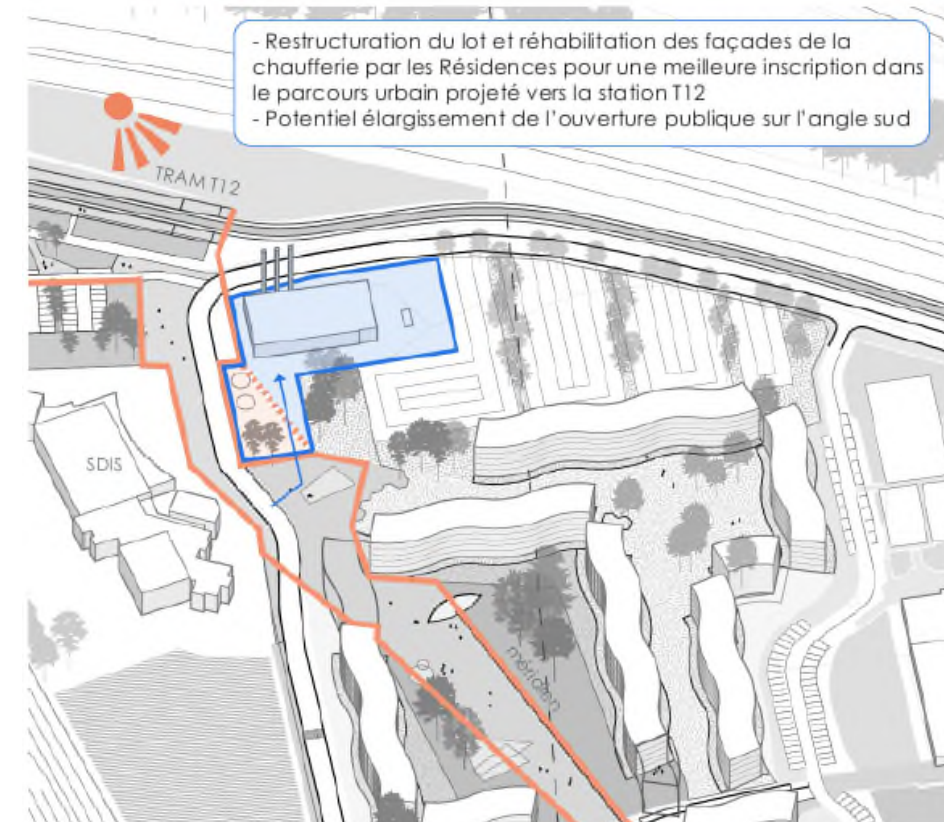 - Restructuration du lot et réhabilitation des façades de la
chaufferie par les Résidences pour une meilleure inscription dans
le parcours urbain projeté vers la station T12
- Potentiel élargissement de l'ouverture publique sur l'angle sud
TRAM T12
SDIS
méridien